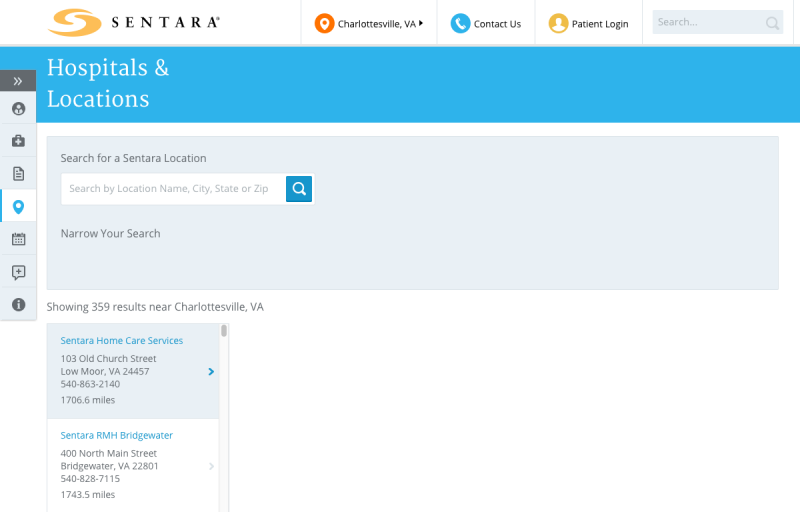 SENTARA®
Charlottesville, VA
Contact Us
Patient Login
Search...
Hospitals &
Locations
Search for a Sentara Location
Search by Location Name, City, State or Zip
Narrow Your Search
Showing 359 results near Charlottesville, VA
Sentara Home Care Services
103 Old Church Street
Low Moor, VA 24457
540-863-2140
1706.6 miles
Sentara RMH Bridgewater
400 North Main Street
Bridgewater, VA 22801
540-828-7115
1743.5 miles